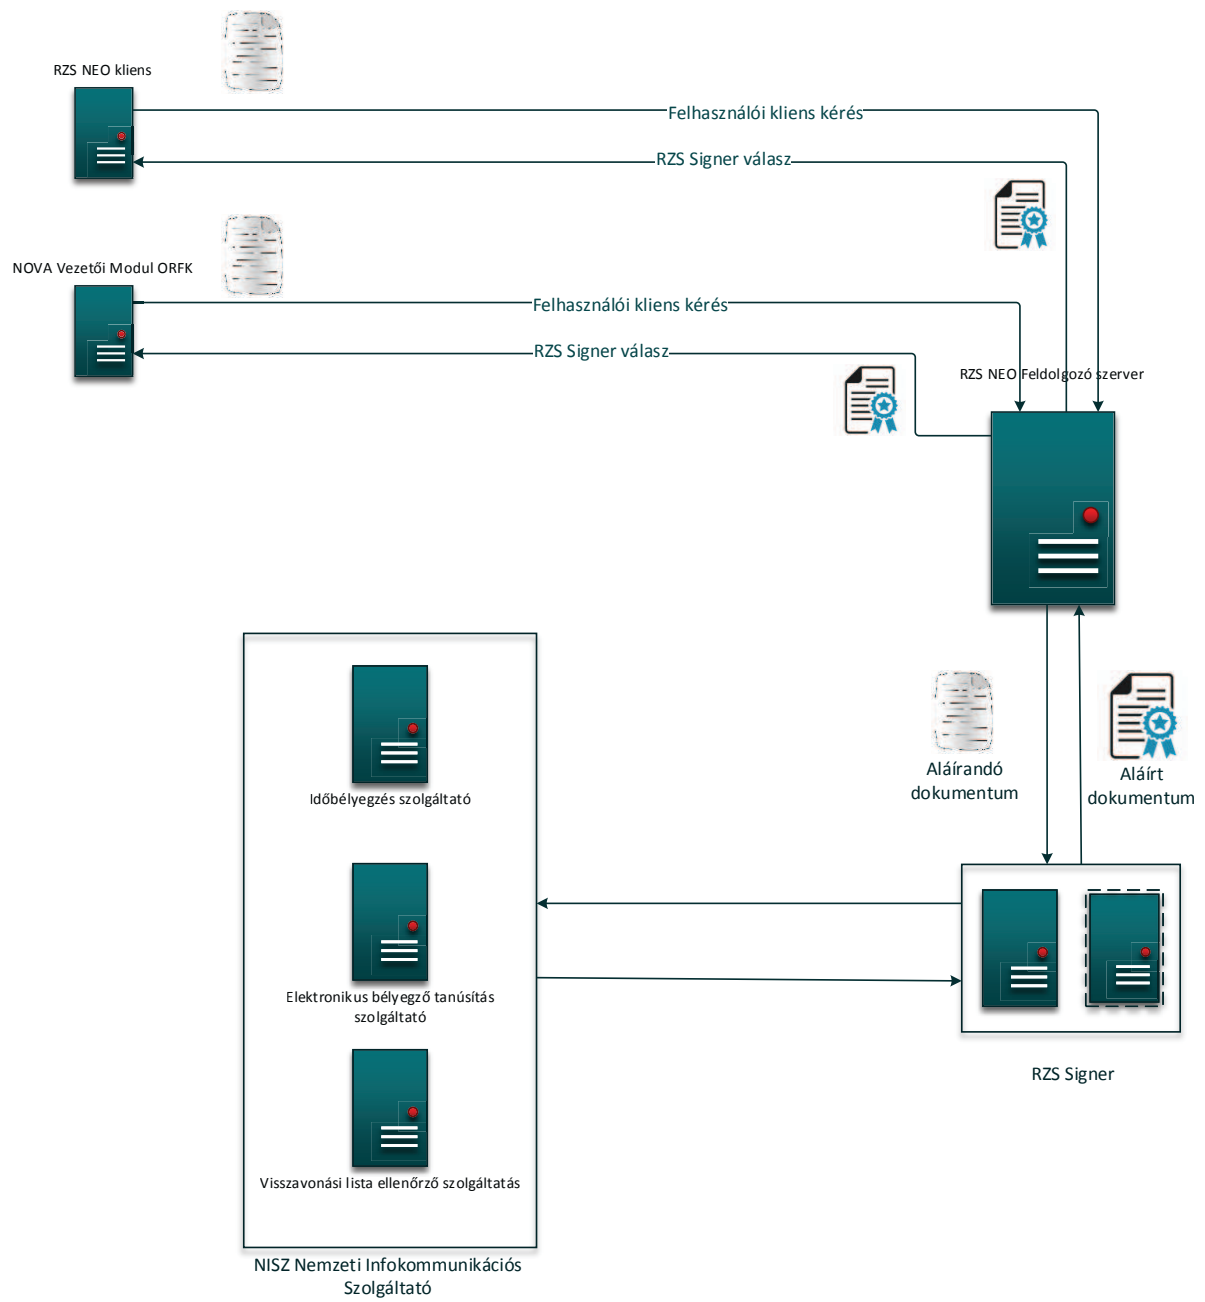 RZS NEO kliens
Felhasználói kliens kérés
RZS Signer válasz
NOVA Vezetői Modul ORFK
Felhasználói kliens kérés
RZS Signer válasz
RZS NEO Feldolgozó szerver
Időbélyegzés szolgáltató
Aláírandó
dokumentum
Aláírt
dokumentum
Elektronikus bélyegző tanúsítás
szolgáltató
RZS Signer
Visszavonási lista ellenőrző szolgáltatás
NISZ Nemzeti Infokommunikációs
Szolgáltató